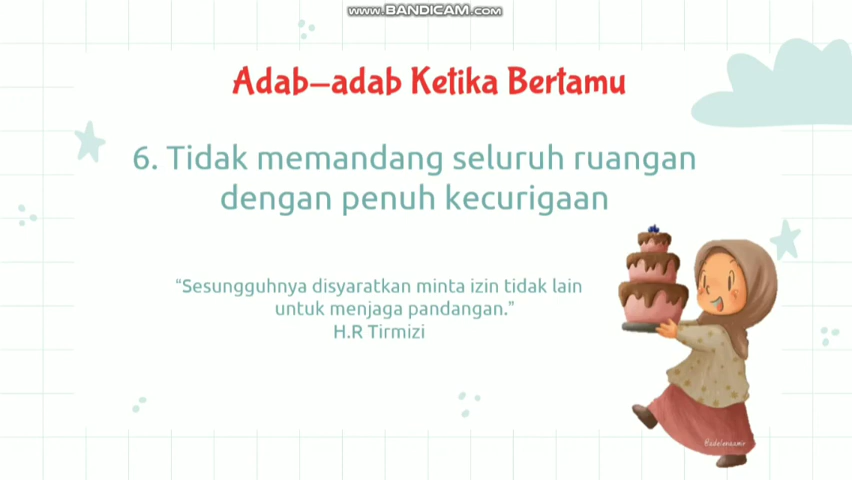 www.BANDICAM.com
Adab-adab Ketika Bertamu
6. Tidak memandang seluruh ruangan
dengan penuh kecurigaan
“Sesungguhnya disyaratkan minta izin tidak lain
untuk menjaga pandangan.”
H.R Tirmizi